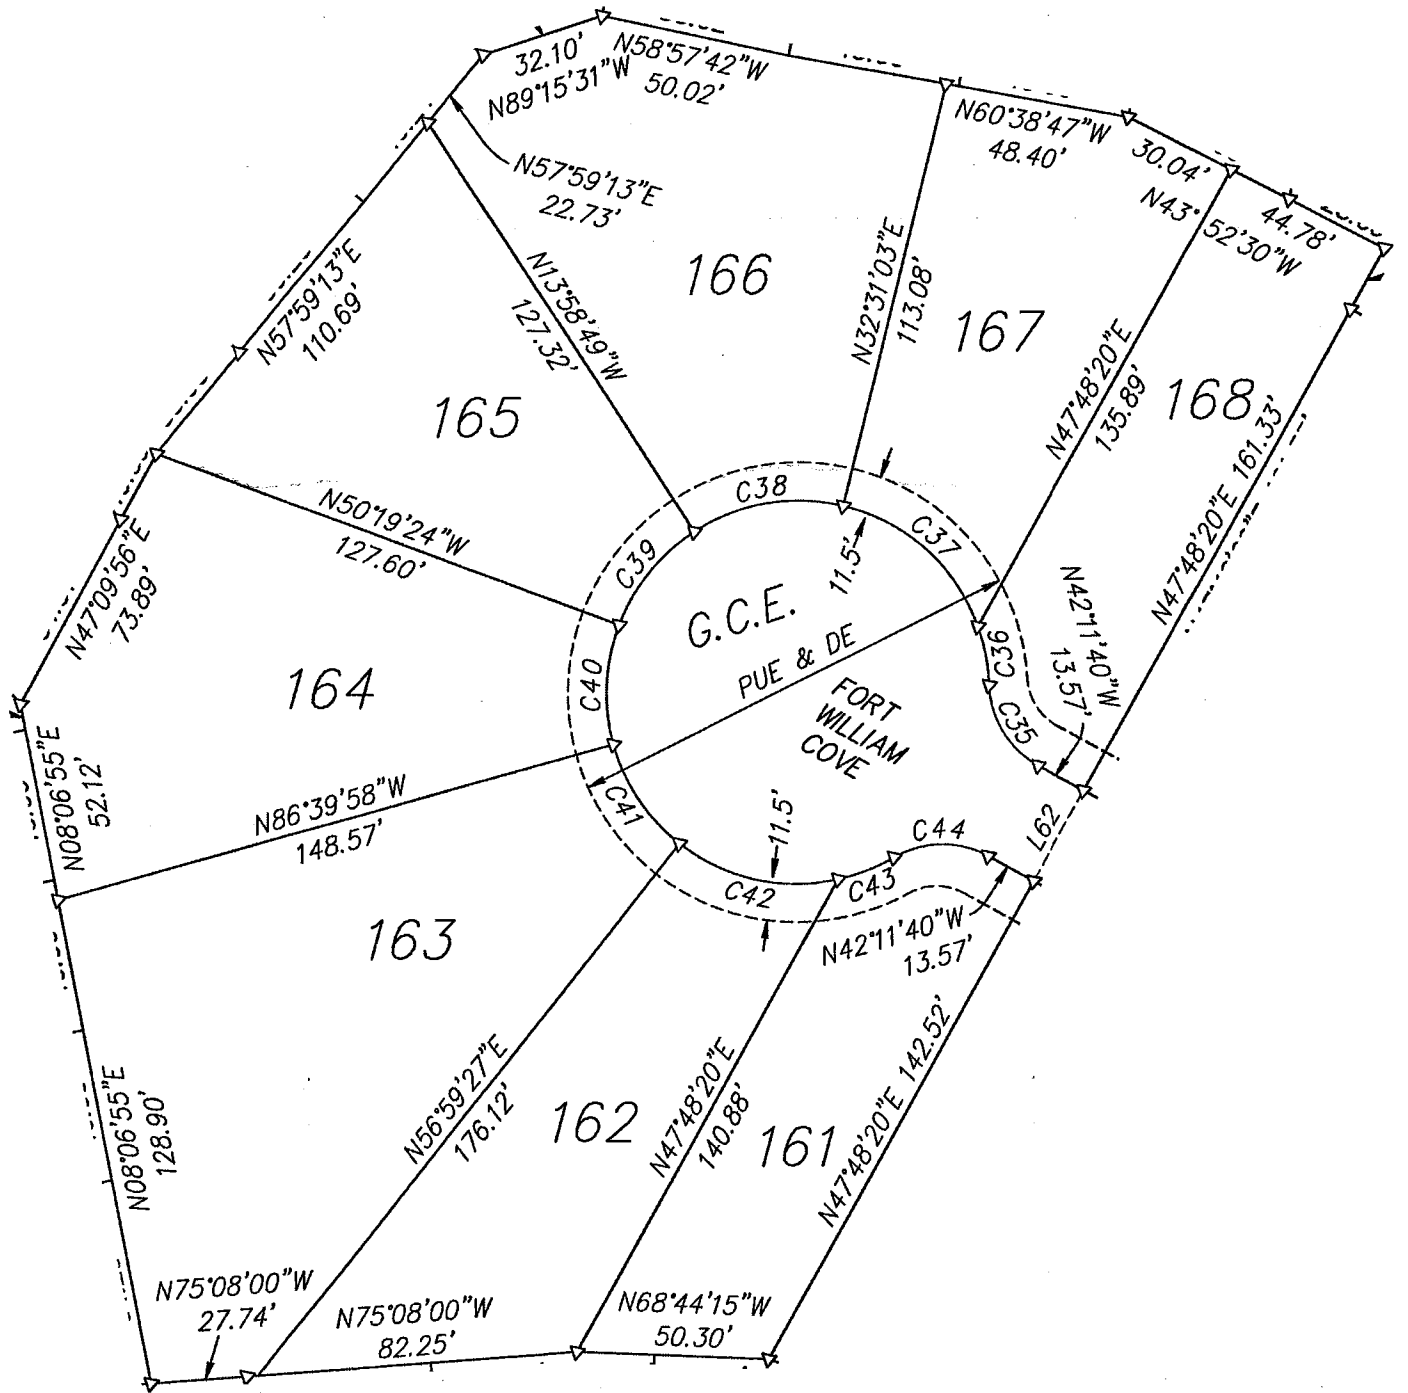 32.10'
N89°15'31"W
N58°57'42"W
50.02'
N60°38'47"W
48.40'
30.04'
N43°52'30"W
44.78'
N57°59'13"E
22.73'
166
N32°31'03"E
113.08'
167
168
N57°59'13"E
110.69'
N13°58'49"W
127.32'
165
N47°48'20"E
135.89'
N47°48'20"E 161.33'
C38
C37
C39
11.5'
N50°19'24"W
127.60'
N47°09'56"E
73.89'
G.C.E.
PUE & DE
C36
N42°11'40"W
13.57'
164
C40
FORT
WILLIAM
COVE
C35
N08°06'55"E
52.12'
N86°39'58"W
148.57'
C41
11.5'
C44
L62
C42
C43
163
N42°11'40"W
13.57'
N08°06'55"E
128.90'
N56°59'27"E
176.12'
162
N47°48'20"E
140.88'
161
N47°48'20"E 142.52'
N75°08'00"W
27.74'
N75°08'00"W
82.25'
N68°44'15"W
50.30'